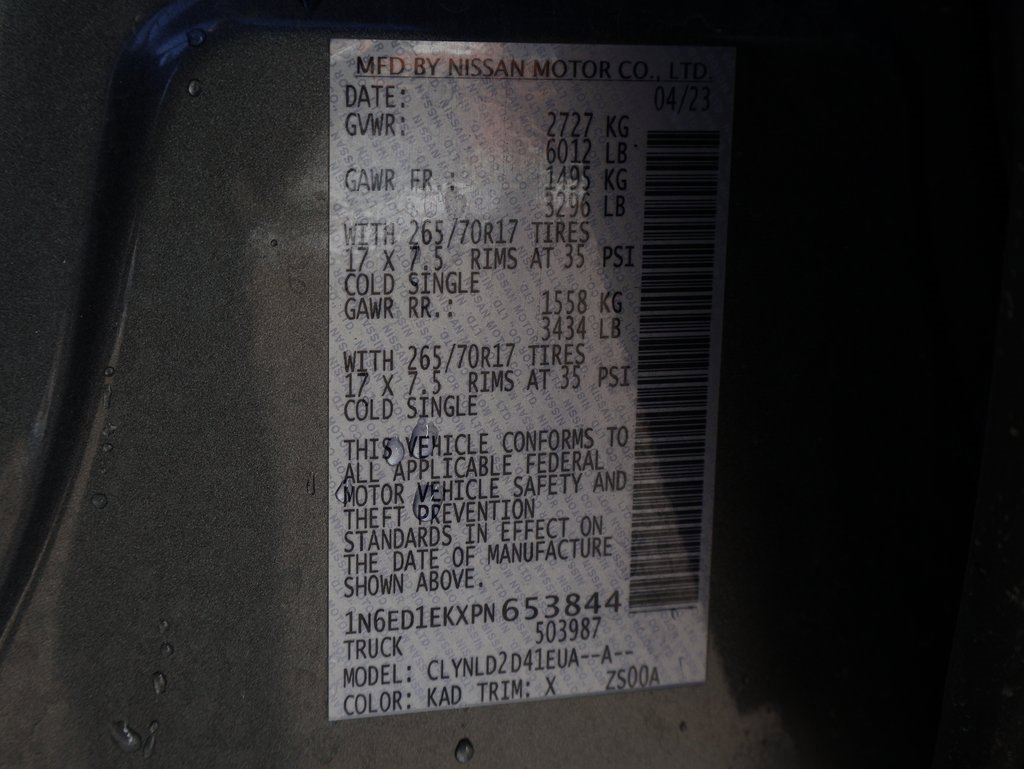 MFD BY NISSAN MOTOR CO., LTD.
DATE: 04/23
GVWR: 2727 KG
6012 LB
GAWR FR.: 1495 KG
3296 LB
WITH 265/70R17 TIRES
17 X 7.5 RIMS AT 35 PSI
COLD SINGLE
GAWR RR.: 1558 KG
3434 LB
WITH 265/70R17 TIRES
17 X 7.5 RIMS AT 35 PSI
COLD SINGLE
THIS VEHICLE CONFORMS TO
ALL APPLICABLE FEDERAL
MOTOR VEHICLE SAFETY AND
THEFT PREVENTION
STANDARDS IN EFFECT ON
THE DATE OF MANUFACTURE
SHOWN ABOVE.
1N6ED1EKXPN653844
TRUCK 503987
MODEL: CLYNLD2D41EUA--A--
COLOR: KAD TRIM: X ZS00A